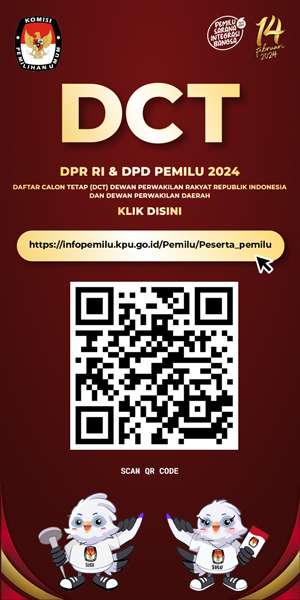 KOMISI
PEMILIHAN UMUM
PEMILU
SARANA
INTEGRASI
BANGSA
14
Februari
2024
DCT
DPR RI & DPD PEMILU 2024
DAFTAR CALON TETAP (DCT) DEWAN PERWAKILAN RAKYAT REPUBLIK INDONESIA
DAN DEWAN PERWAKILAN DAERAH
KLIK DISINI
https://infopemilu.kpu.go.id/Pemilu/Peserta_pemilu
SCAN QR CODE
SURA
SULU